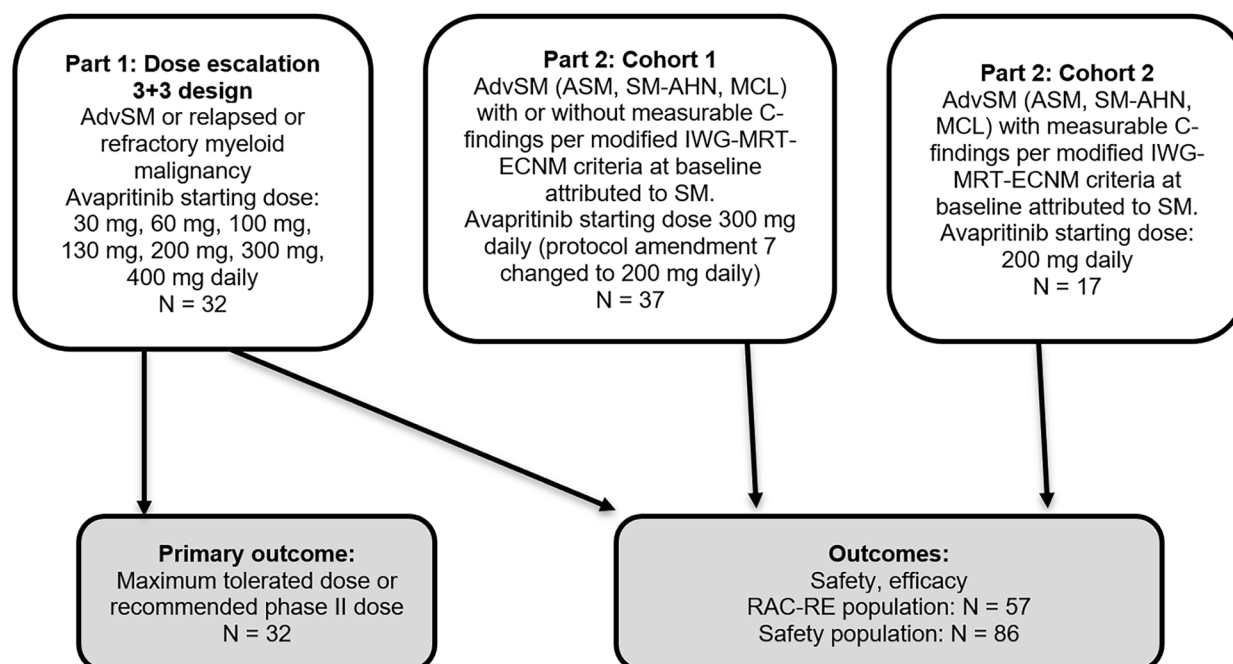 Part 1: Dose escalation
3+3 design
AdvSM or relapsed or
refractory myeloid
malignancy
Avapritinib starting dose:
30 mg, 60 mg, 100 mg,
130 mg, 200 mg, 300 mg,
400 mg daily
N = 32
Part 2: Cohort 1
AdvSM (ASM, SM-AHN, MCL)
with or without measurable C-
findings per modified IWG-MRT-
ECNM criteria at baseline
attributed to SM.
Avapritinib starting dose 300 mg
daily (protocol amendment 7
changed to 200 mg daily)
N = 37
Part 2: Cohort 2
AdvSM (ASM, SM-AHN,
MCL) with measurable C-
findings per modified IWG-
MRT-ECNM criteria at
baseline attributed to SM.
Avapritinib starting dose:
200 mg daily
N = 17
Primary outcome:
Maximum tolerated dose or
recommended phase II dose
N = 32
Outcomes:
Safety, efficacy
RAC-RE population: N = 57
Safety population: N = 86